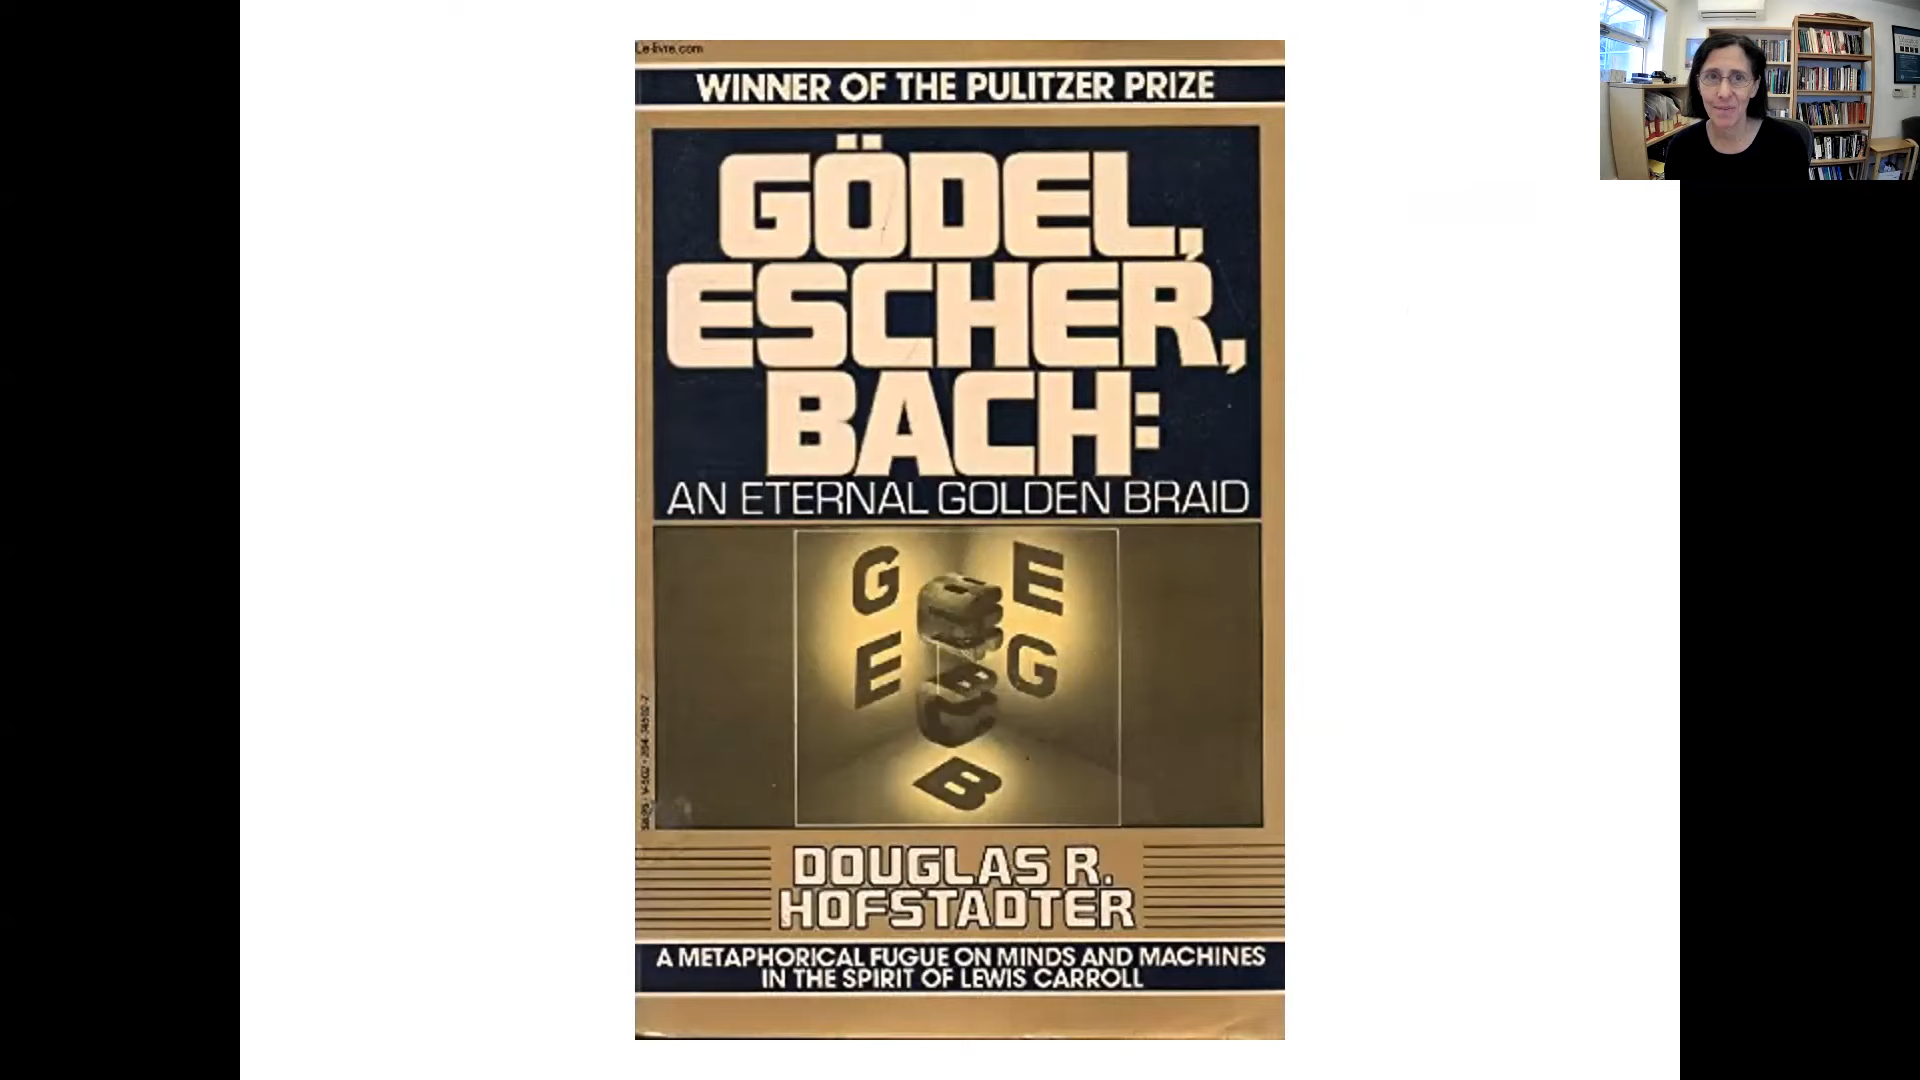 Le-livre.com
WINNER OF THE PULITZER PRIZE
GÖDEL,
ESCHER,
BACH:
AN ETERNAL GOLDEN BRAID
G E
E G
B
DOUGLAS R.
HOFSTADTER
A METAPHORICAL FUGUE ON MINDS AND MACHINES
IN THE SPIRIT OF LEWIS CARROLL